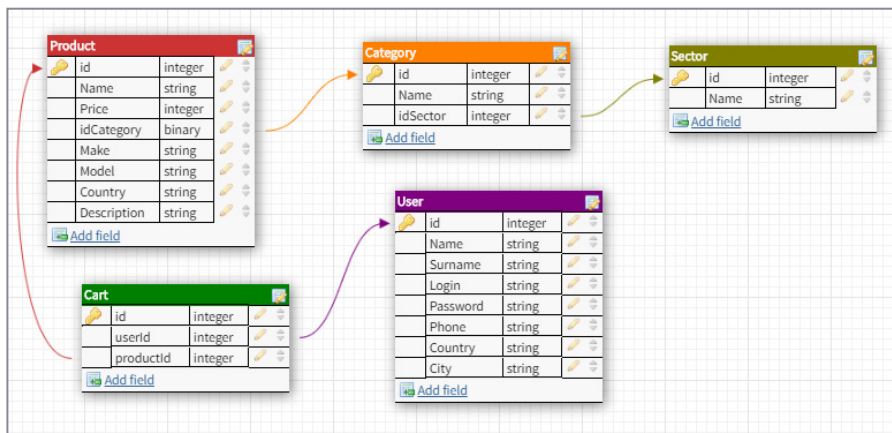 Product
id integer
Name string
Price integer
idCategory binary
Make string
Model string
Country string
Description string
Add field
Category
id integer
Name string
idSector integer
Add field
Sector
id integer
Name string
Add field
User
id integer
Name string
Surname string
Login string
Password string
Phone string
Country string
City string
Add field
Cart
id integer
userId integer
productId integer
Add field